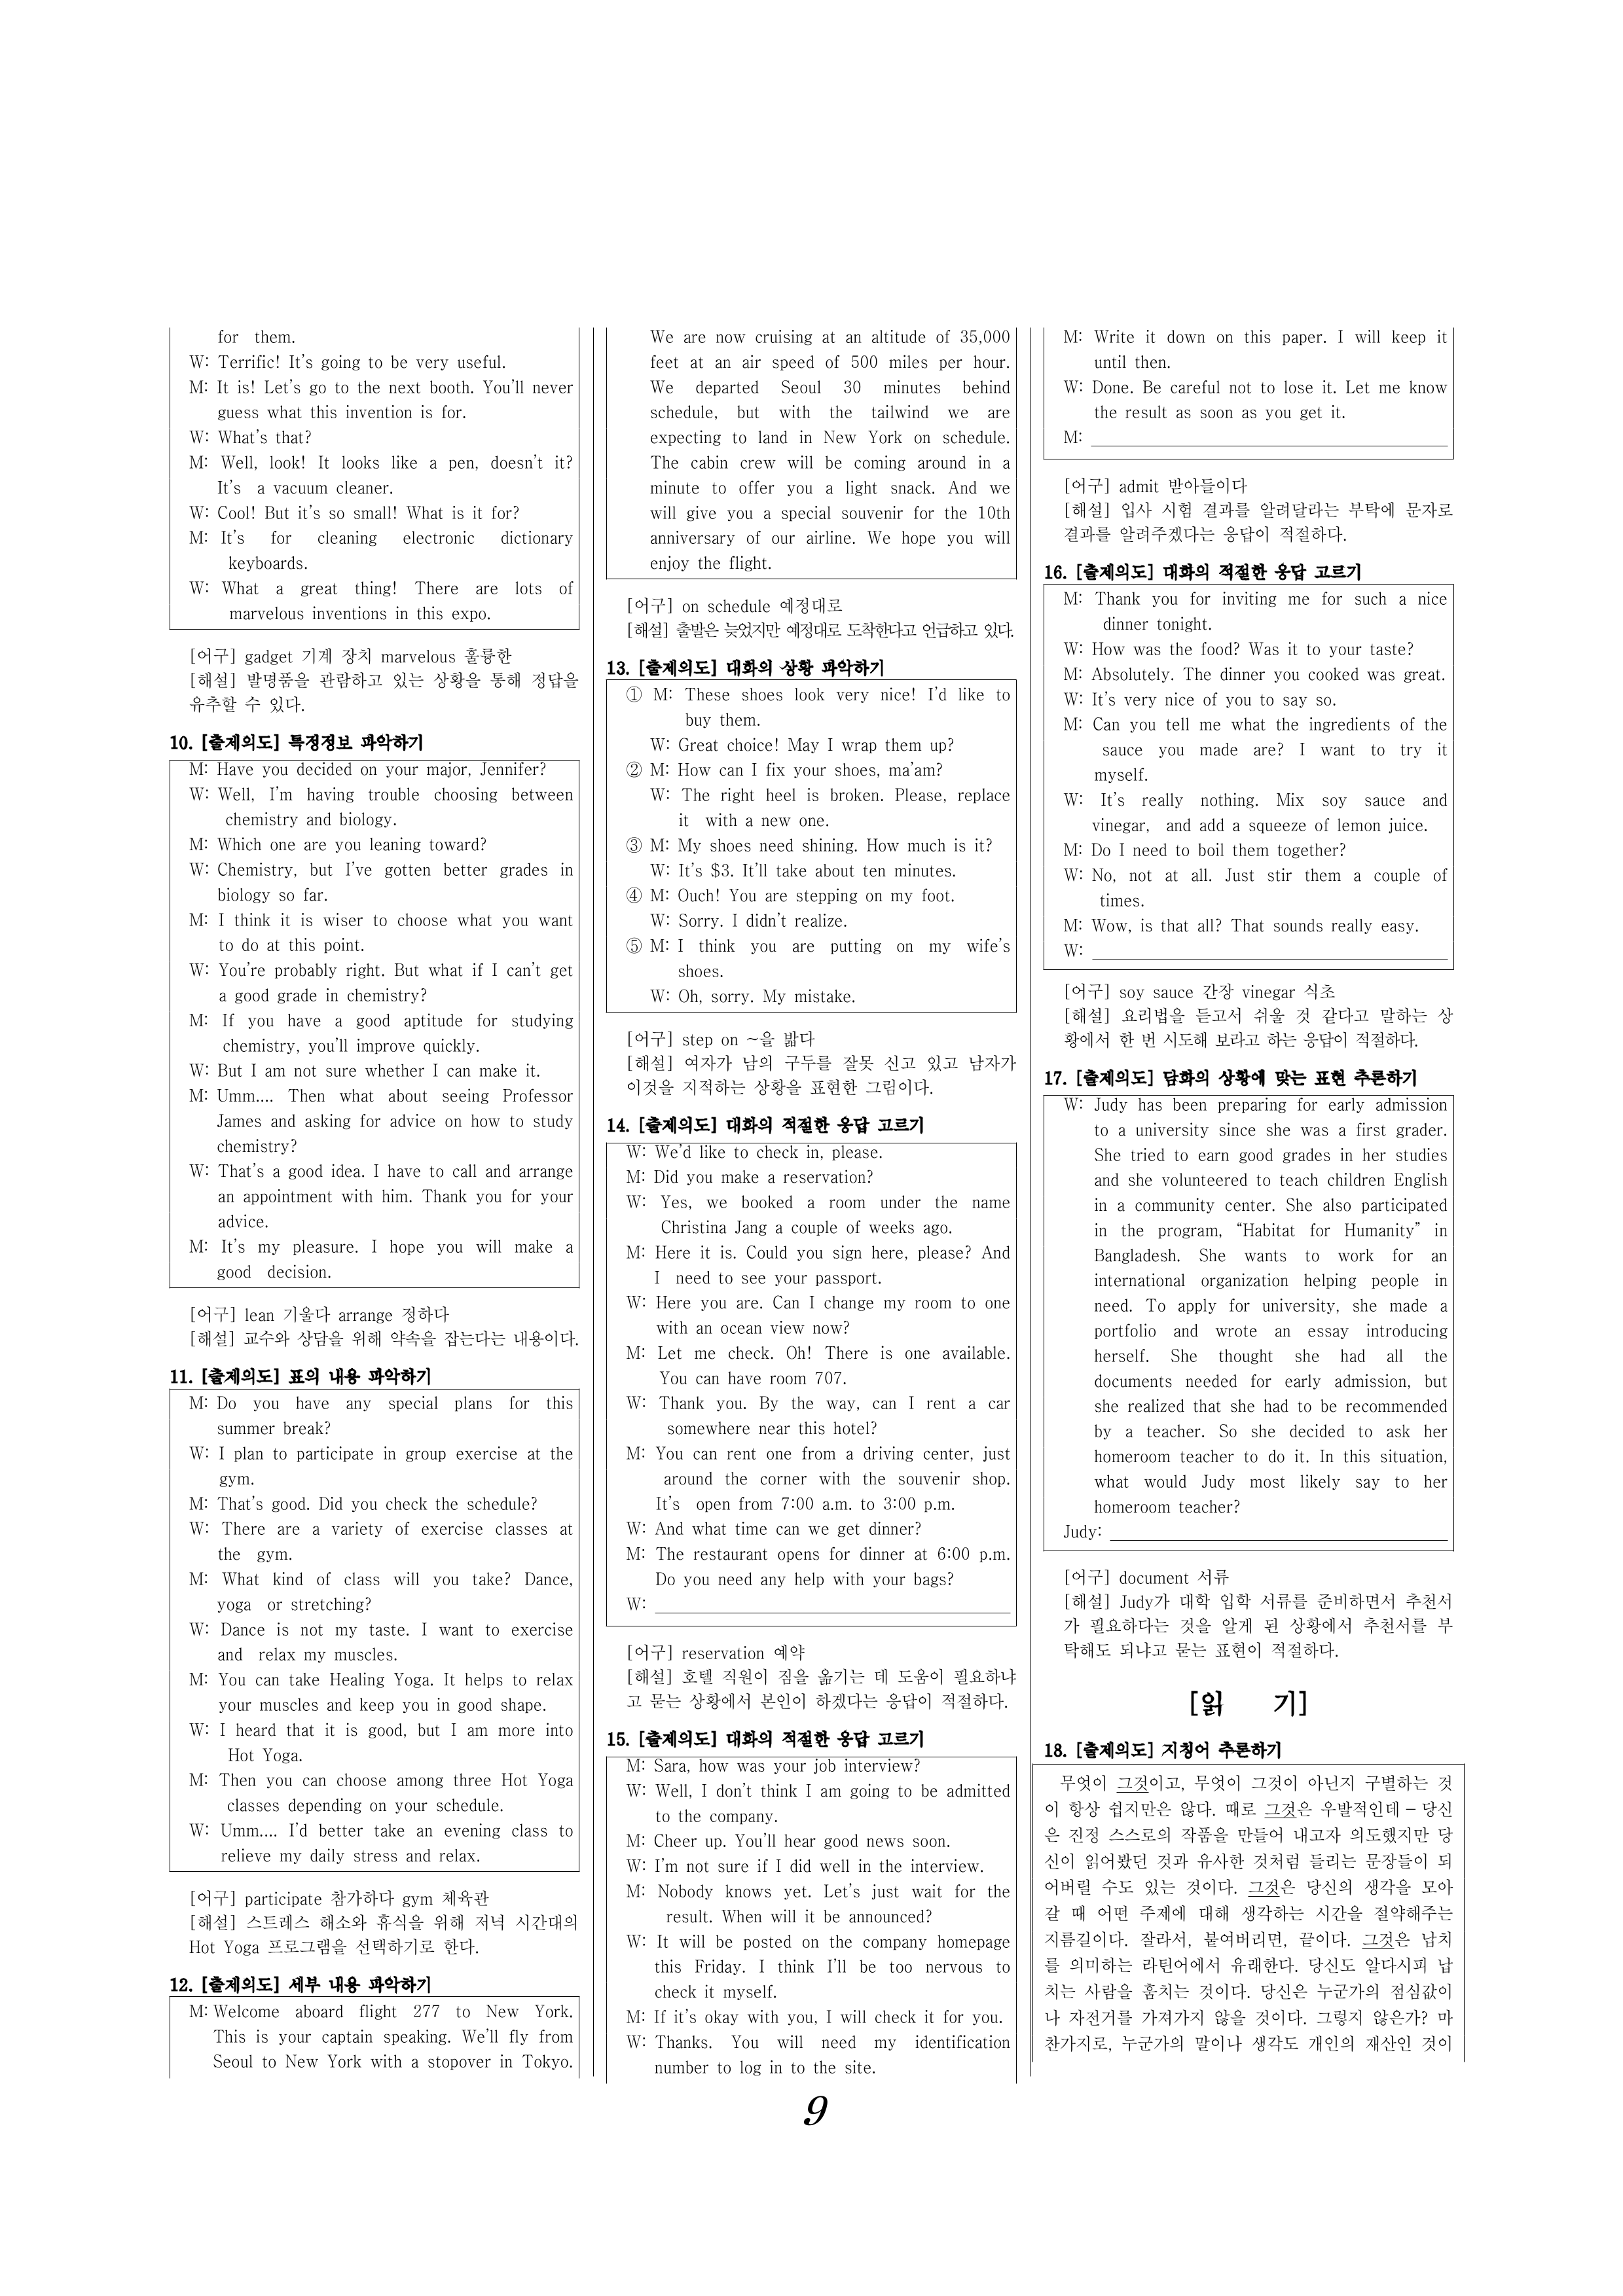 for them.
W: Terrific! It's going to be very useful.
M: It is! Let's go to the next booth. You'll never
guess what this invention is for.
W: What's that?
M: Well, look! It looks like a pen, doesn't it?
It's a vacuum cleaner.
W: Cool! But it's so small! What is it for?
M: It's for cleaning electronic dictionary
keyboards.
W: What a great thing! There are lots of
marvelous inventions in this expo.
[어구] gadget 기계 장치 marvelous 훌륭한
[해설] 발명품을 관람하고 있는 상황을 통해 정답을
유추할 수 있다.
10. [출제의도] 특정정보 파악하기
M: Have you decided on your major, Jennifer?
W: Well, I'm having trouble choosing between
chemistry and biology.
M: Which one are you leaning toward?
W: Chemistry, but I've gotten better grades in
biology so far.
M: I think it is wiser to choose what you want
to do at this point.
W: You're probably right. But what if I can't get
a good grade in chemistry?
M: If you have a good aptitude for studying
chemistry, you'll improve quickly.
W: But I am not sure whether I can make it.
M: Umm.... Then what about seeing Professor
James and asking for advice on how to study
chemistry?
W: That's a good idea. I have to call and arrange
an appointment with him. Thank you for your
advice.
M: It's my pleasure. I hope you will make a
good decision.
[어구] lean 기울다 arrange 정하다
[해설] 교수와 상담을 위해 약속을 잡는다는 내용이다.
11. [출제의도] 표의 내용 파악하기
M: Do you have any special plans for this
summer break?
W: I plan to participate in group exercise at the
gym.
M: That's good. Did you check the schedule?
W: There are a variety of exercise classes at
the gym.
M: What kind of class will you take? Dance,
yoga or stretching?
W: Dance is not my taste. I want to exercise
and relax my muscles.
M: You can take Healing Yoga. It helps to relax
your muscles and keep you in good shape.
W: I heard that it is good, but I am more into
Hot Yoga.
M: Then you can choose among three Hot Yoga
classes depending on your schedule.
W: Umm.... I'd better take an evening class to
relieve my daily stress and relax.
[어구] participate 참가하다 gym 체육관
[해설] 스트레스 해소와 휴식을 위해 저녁 시간대의
Hot Yoga 프로그램을 선택하기로 한다.
12. [출제의도] 세부 내용 파악하기
M: Welcome aboard flight 277 to New York.
This is your captain speaking. We'll fly from
Seoul to New York with a stopover in Tokyo.
We are now cruising at an altitude of 35,000
feet at an air speed of 500 miles per hour.
We departed Seoul 30 minutes behind
schedule, but with the tailwind we are
expecting to land in New York on schedule.
The cabin crew will be coming around in a
minute to offer you a light snack. And we
will give you a special souvenir for the 10th
anniversary of our airline. We hope you will
enjoy the flight.
[어구] on schedule 예정대로
[해설] 출발은 늦었지만 예정대로 도착한다고 언급하고 있다.
13. [출제의도] 대화의 상황 파악하기
① M: These shoes look very nice! I'd like to
buy them.
W: Great choice! May I wrap them up?
② M: How can I fix your shoes, ma'am?
W: The right heel is broken. Please, replace
it with a new one.
③ M: My shoes need shining. How much is it?
W: It's $3. It'll take about ten minutes.
④ M: Ouch! You are stepping on my foot.
W: Sorry. I didn't realize.
⑤ M: I think you are putting on my wife's
shoes.
W: Oh, sorry. My mistake.
[어구] step on ~을 밟다
[해설] 여자가 남의 구두를 잘못 신고 있고 남자가
이것을 지적하는 상황을 표현한 그림이다.
14. [출제의도] 대화의 적절한 응답 고르기
W: We'd like to check in, please.
M: Did you make a reservation?
W: Yes, we booked a room under the name
Christina Jang a couple of weeks ago.
M: Here it is. Could you sign here, please? And
I need to see your passport.
W: Here you are. Can I change my room to one
with an ocean view now?
M: Let me check. Oh! There is one available.
You can have room 707.
W: Thank you. By the way, can I rent a car
somewhere near this hotel?
M: You can rent one from a driving center, just
around the corner with the souvenir shop.
It's open from 7:00 a.m. to 3:00 p.m.
W: And what time can we get dinner?
M: The restaurant opens for dinner at 6:00 p.m.
Do you need any help with your bags?
W:
[어구] reservation 예약
[해설] 호텔 직원이 짐을 옮기는 데 도움이 필요하냐
고 묻는 상황에서 본인이 하겠다는 응답이 적절하다.
15. [출제의도] 대화의 적절한 응답 고르기
M: Sara, how was your job interview?
W: Well, I don't think I am going to be admitted
to the company.
M: Cheer up. You'll hear good news soon.
W: I'm not sure if I did well in the interview.
M: Nobody knows yet. Let's just wait for the
result. When will it be announced?
W: It will be posted on the company homepage
this Friday. I think I'll be too nervous to
check it myself.
M: If it's okay with you, I will check it for you.
W: Thanks. You will need my identification
number to log in to the site.
M: Write it down on this paper. I will keep it
until then.
W: Done. Be careful not to lose it. Let me know
the result as soon as you get it.
M:
[어구] admit 받아들이다
[해설] 입사 시험 결과를 알려달라는 부탁에 문자로
결과를 알려주겠다는 응답이 적절하다.
16. [출제의도] 대화의 적절한 응답 고르기
M: Thank you for inviting me for such a nice
dinner tonight.
W: How was the food? Was it to your taste?
M: Absolutely. The dinner you cooked was great.
W: It's very nice of you to say so.
M: Can you tell me what the ingredients of the
sauce you made are? I want to try it
myself.
W: It's really nothing. Mix soy sauce and
vinegar, and add a squeeze of lemon juice.
M: Do I need to boil them together?
W: No, not at all. Just stir them a couple of
times.
M: Wow, is that all? That sounds really easy.
W:
[어구] soy sauce 간장 vinegar 식초
[해설] 요리법을 듣고서 쉬울 것 같다고 말하는 상
황에서 한 번 시도해 보라고 하는 응답이 적절하다.
17. [출제의도] 담화의 상황에 맞는 표현 추론하기
W: Judy has been preparing for early admission
to a university since she was a first grader.
She tried to earn good grades in her studies
and she volunteered to teach children English
in a community center. She also participated
in the program, “Habitat for Humanity” in
Bangladesh. She wants to work for an
international organization helping people in
need. To apply for university, she made a
portfolio and wrote an essay introducing
herself. She thought she had all the
documents needed for early admission, but
she realized that she had to be recommended
by a teacher. So she decided to ask her
homeroom teacher to do it. In this situation,
what would Judy most likely say to her
homeroom teacher?
Judy:
[어구] document 서류
[해설] Judy가 대학 입학 서류를 준비하면서 추천서
가 필요하다는 것을 알게 된 상황에서 추천서를 부
탁해도 되냐고 묻는 표현이 적절하다.
[읽 기]
18. [출제의도] 지칭어 추론하기
무엇이 그것이고, 무엇이 그것이 아닌지 구별하는 것
이 항상 쉽지만은 않다. 때로 그것은 우발적인데 – 당신
은 진정 스스로의 작품을 만들어 내고자 의도했지만 당
신이 읽어봤던 것과 유사한 것처럼 들리는 문장들이 되
어버릴 수도 있는 것이다. 그것은 당신의 생각을 모아
갈 때 어떤 주제에 대해 생각하는 시간을 절약해주는
지름길이다. 잘라서, 붙여버리면, 끝이다. 그것은 납치
를 의미하는 라틴어에서 유래한다. 당신도 알다시피 납
치는 사람을 훔치는 것이다. 당신은 누군가의 점심값이
나 자전거를 가져가지 않을 것이다. 그렇지 않은가? 마
찬가지로, 누군가의 말이나 생각도 개인의 재산인 것이
9